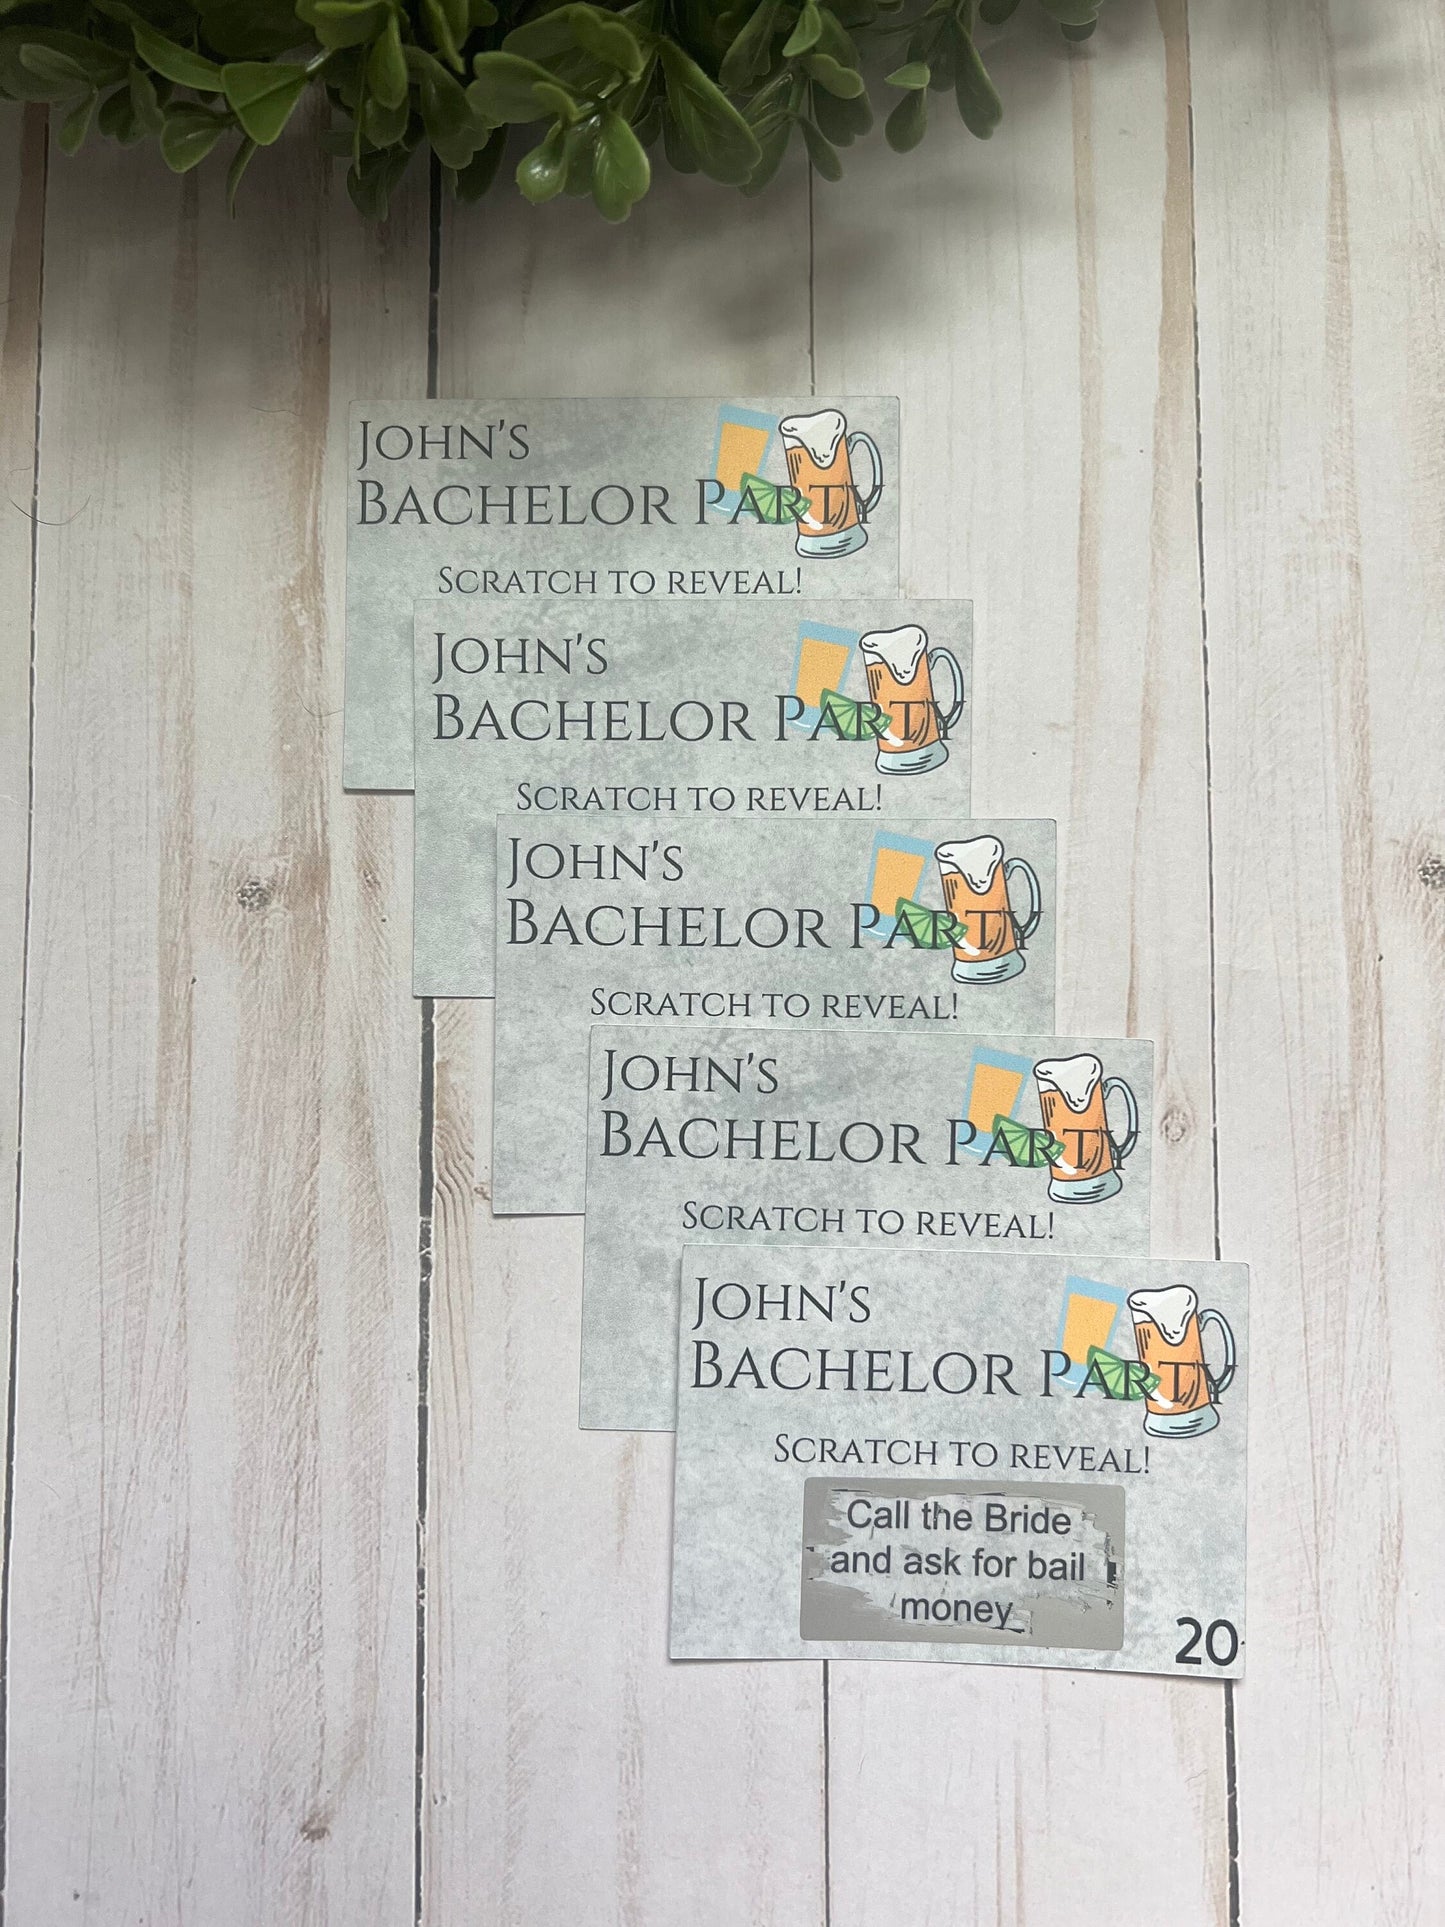 John's
Bachelor Party
Scratch to reveal!
John's
Bachelor Party
Scratch to reveal!
John's
Bachelor Party
Scratch to reveal!
John's
Bachelor Party
Scratch to reveal!
John's
Bachelor Party
Scratch to reveal!
Call the Bride
and ask for bail
money
20